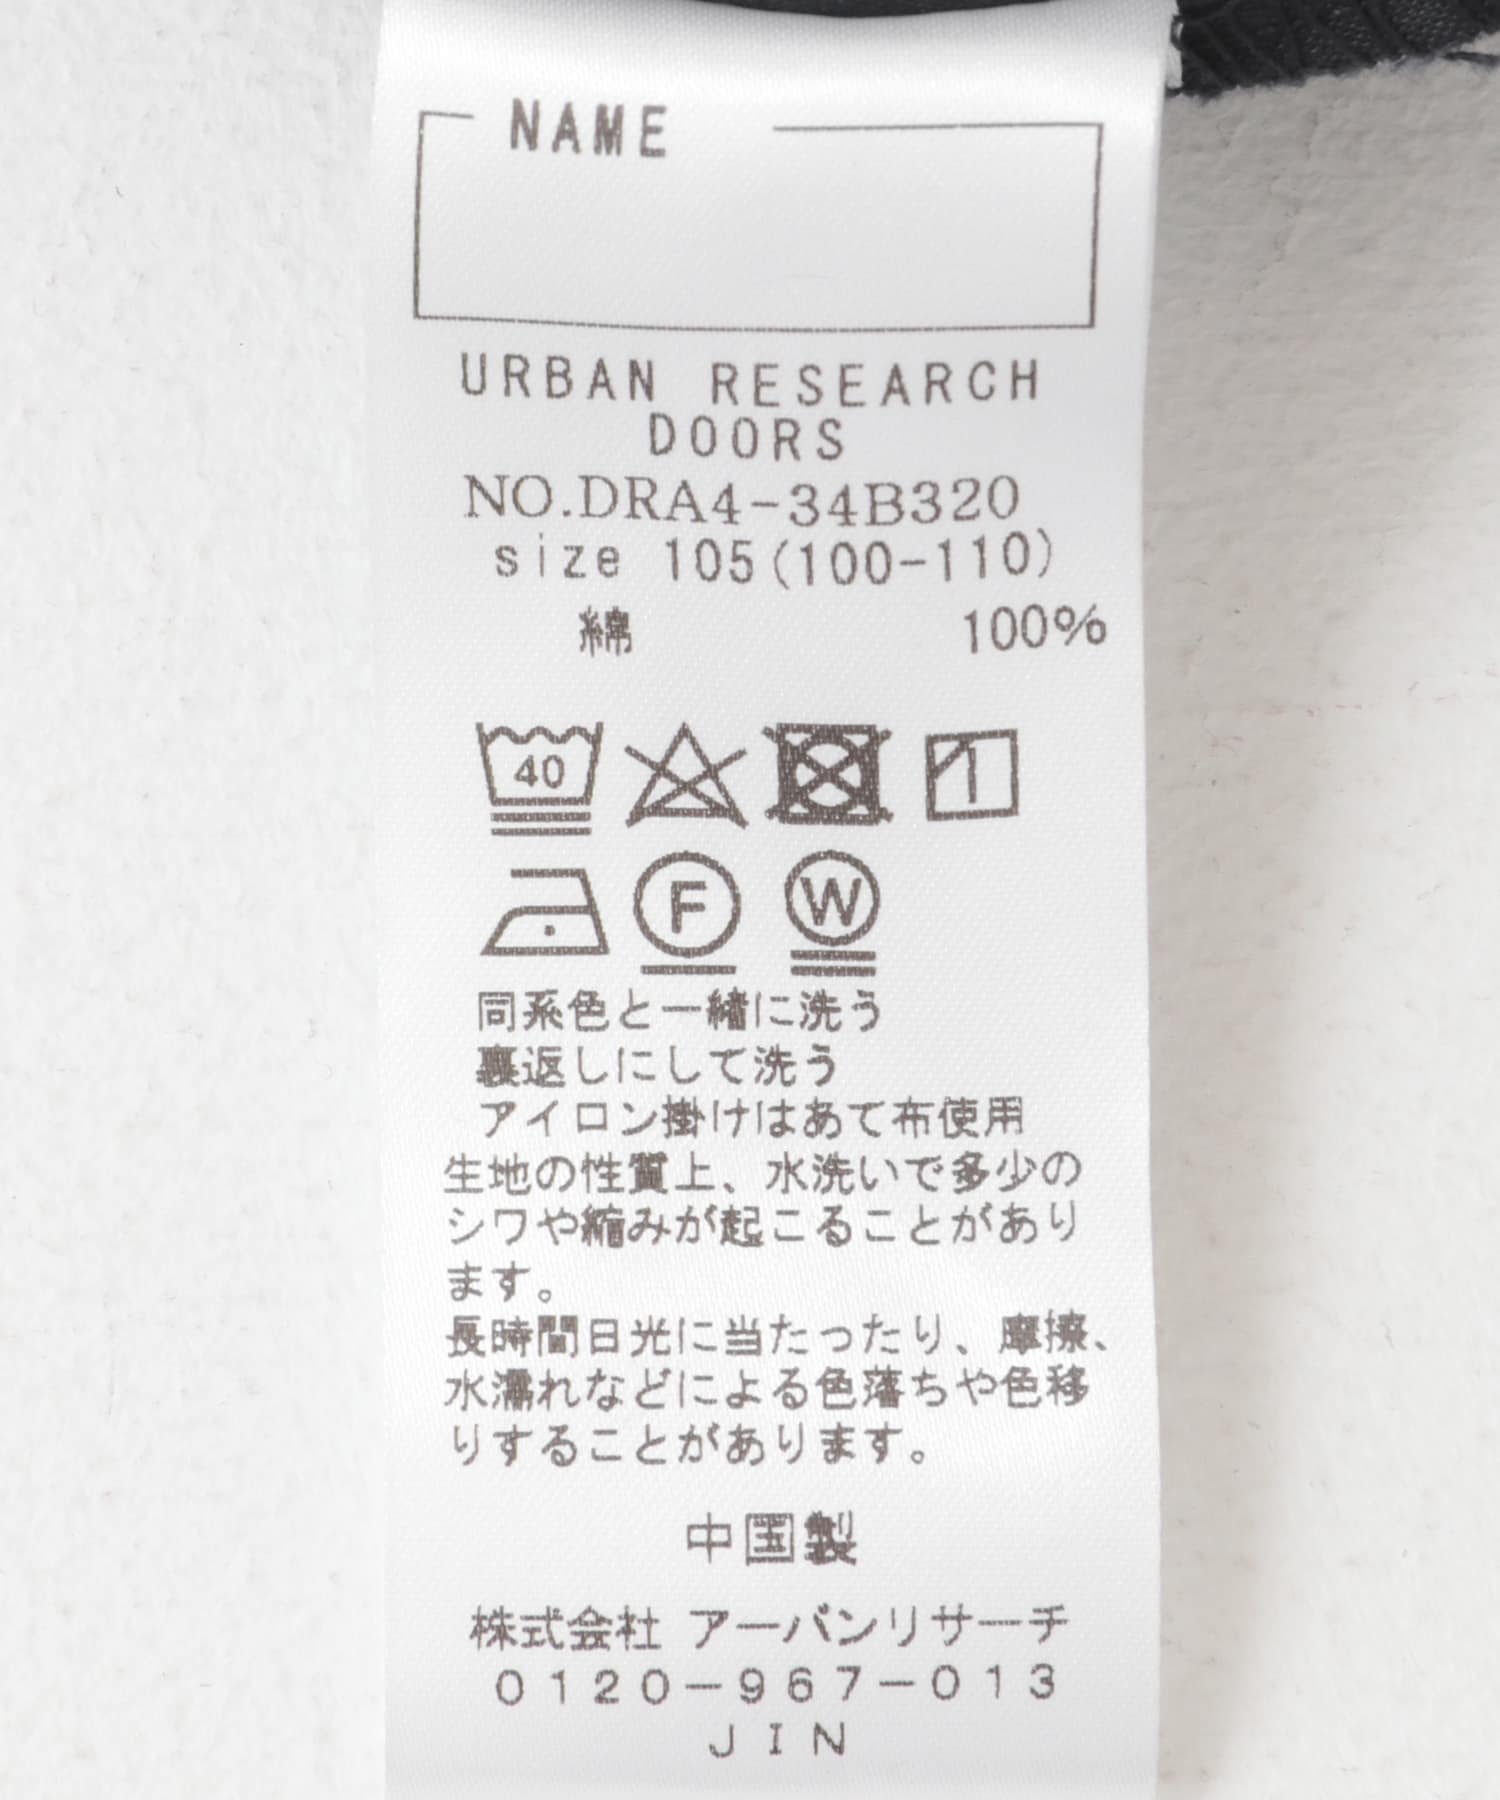 NAME
URBAN RESEARCH
DOORS
NO.DRA4-34B320
size 105(100-110)
綿 100%
40
F W
同系色と一緒に洗う
裏返しにして洗う
アイロン掛けはあて布使用
生地の性質上、水洗いで多少の
シワや縮みが起こることがあり
ます。
長時間日光に当たったり、摩擦、
水濡れなどによる色落ちや色移
りすることがあります。
中国製
株式会社 アーバンリサーチ
0120-967-013
JIN